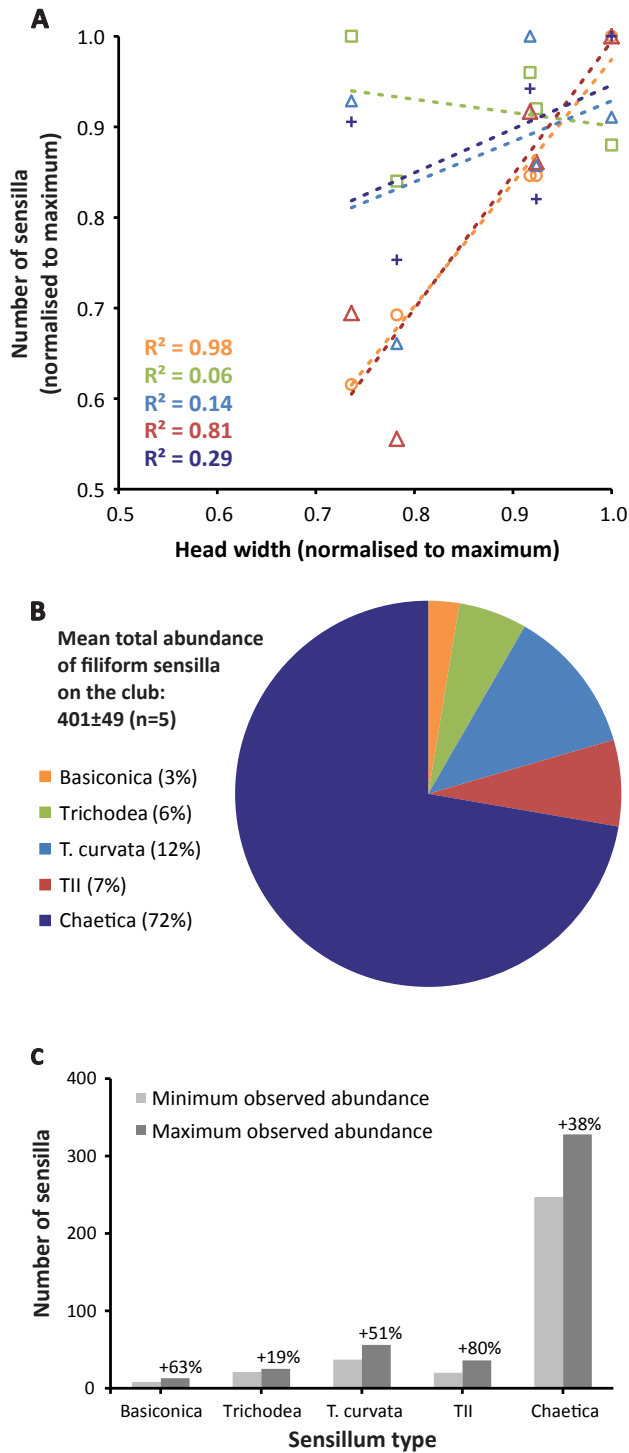 A
Number of sensilla
(normalised to maximum)
1.0
0.9
0.8
0.7
0.6
0.5
R² = 0.98
R² = 0.06
R² = 0.14
R² = 0.81
R² = 0.29
0.5
0.6
0.7
0.8
0.9
1.0
Head width (normalised to maximum)
B
Mean total abundance
of filiform sensilla
on the club:
401±49 (n=5)
Basiconica (3%)
Trichodea (6%)
T. curvata (12%)
TII (7%)
Chaetica (72%)
C
Number of sensilla
400
300
200
100
0
Minimum observed abundance
Maximum observed abundance
+63%
+19%
+51%
+80%
+38%
Basiconica
Trichodea
T. curvata
TII
Chaetica
Sensillum type